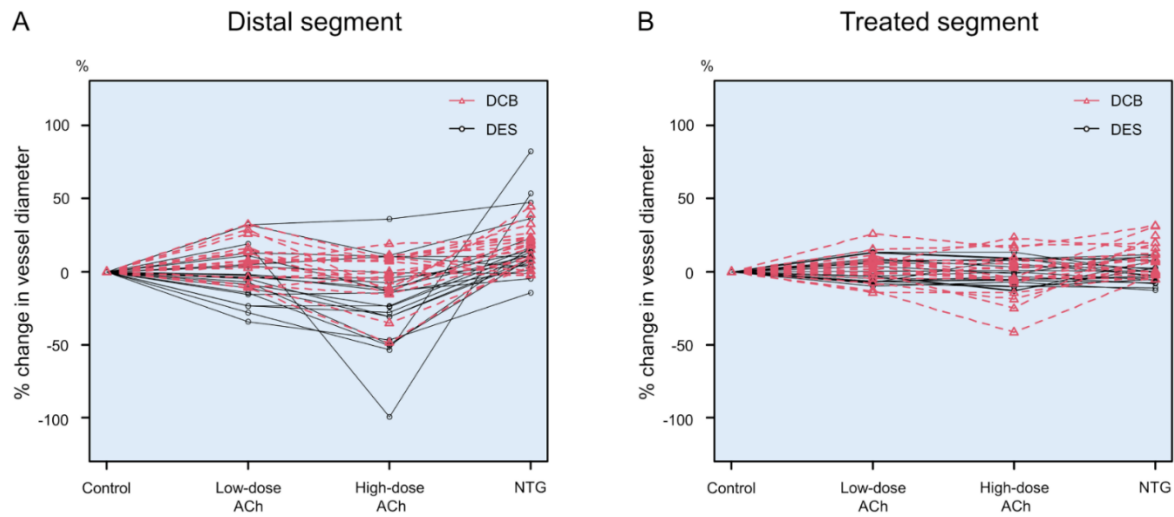 A
Distal segment
%
% change in vessel diameter
100
50
0
-50
-100
DCB
DES
Control
Low-dose
ACh
High-dose
ACh
NTG
B
Treated segment
%
% change in vessel diameter
100
50
0
-50
-100
DCB
DES
Control
Low-dose
ACh
High-dose
ACh
NTG